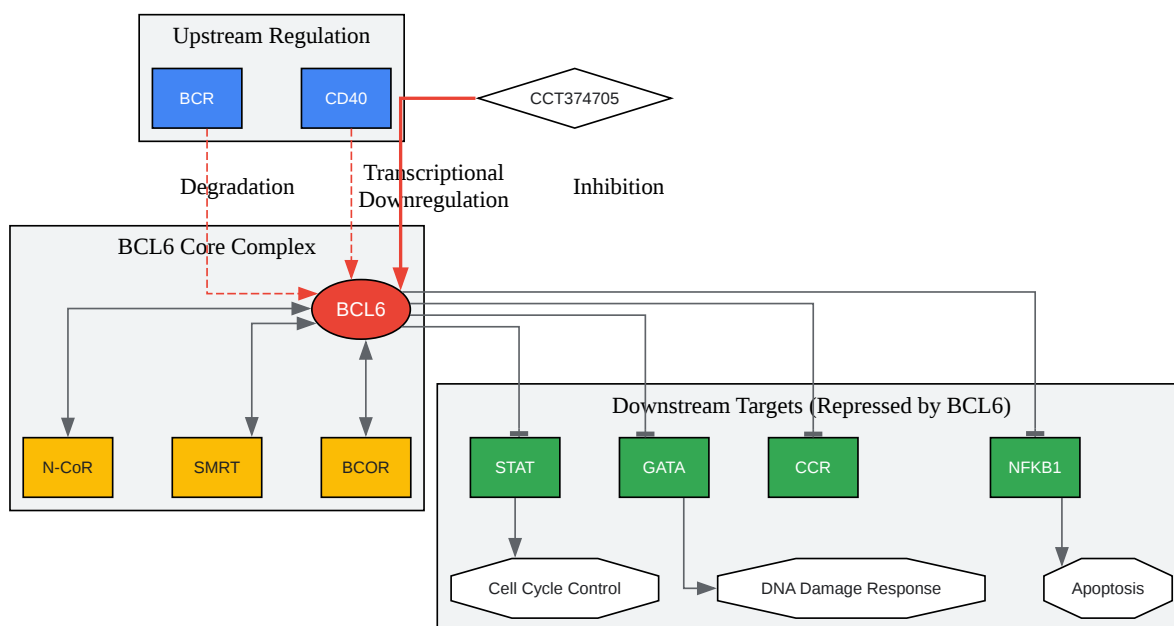 Upstream Regulation
BCR
CD40
CCT374705
Degradation
Transcriptional
Downregulation
Inhibition
BCL6 Core Complex
BCL6
N-CoR
SMRT
BCOR
Downstream Targets (Repressed by BCL6)
STAT
GATA
CCR
NFKB1
Cell Cycle Control
DNA Damage Response
Apoptosis